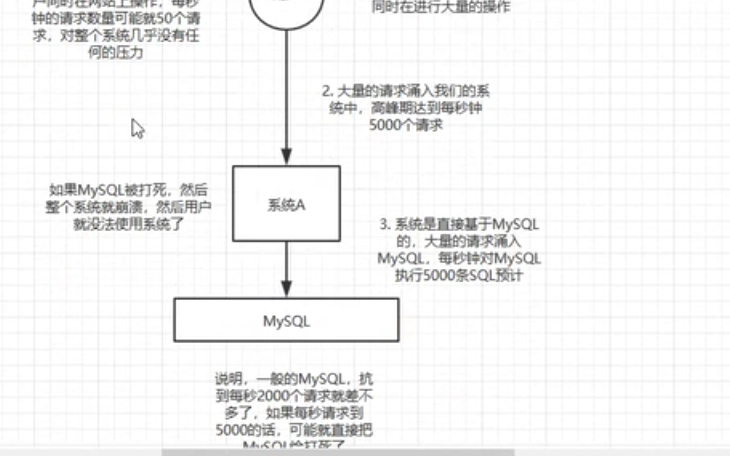 户同时在网站上操作，每秒
钟的请求数量可能就50个请
求，对整个系统几乎没有任
何的压力
同时在进行大量的操作
2. 大量的请求涌入我们的系
统中，高峰期达到每秒钟
5000个请求
如果MySQL被打死，然后
整个系统就崩溃，然后用户
就没法使用系统了
系统A
3. 系统是直接基于MySQL
的，大量的请求涌入
MySQL，每秒钟对MySQL
执行5000条SQL预计
MySQL
说明，一般的MySQL，抗
到每秒2000个请求就差不
多了，如果每秒请求到
5000的话，可能就直接把
MySQL给打死了